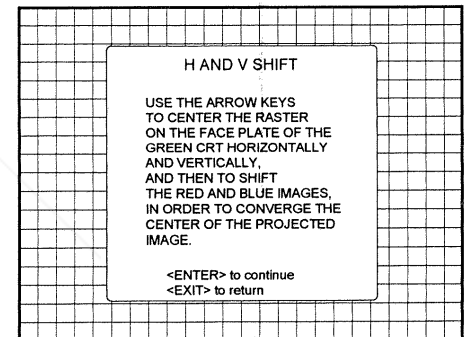 H AND V SHIFT
USE THE ARROW KEYS
TO CENTER THE RASTER
ON THE FACE PLATE OF THE
GREEN CRT HORIZONTALLY
AND VERTICALLY,
AND THEN TO SHIFT
THE RED AND BLUE IMAGES,
IN ORDER TO CONVERGE THE
CENTER OF THE PROJECTED
IMAGE.
<ENTER> to continue
<EXIT> to return